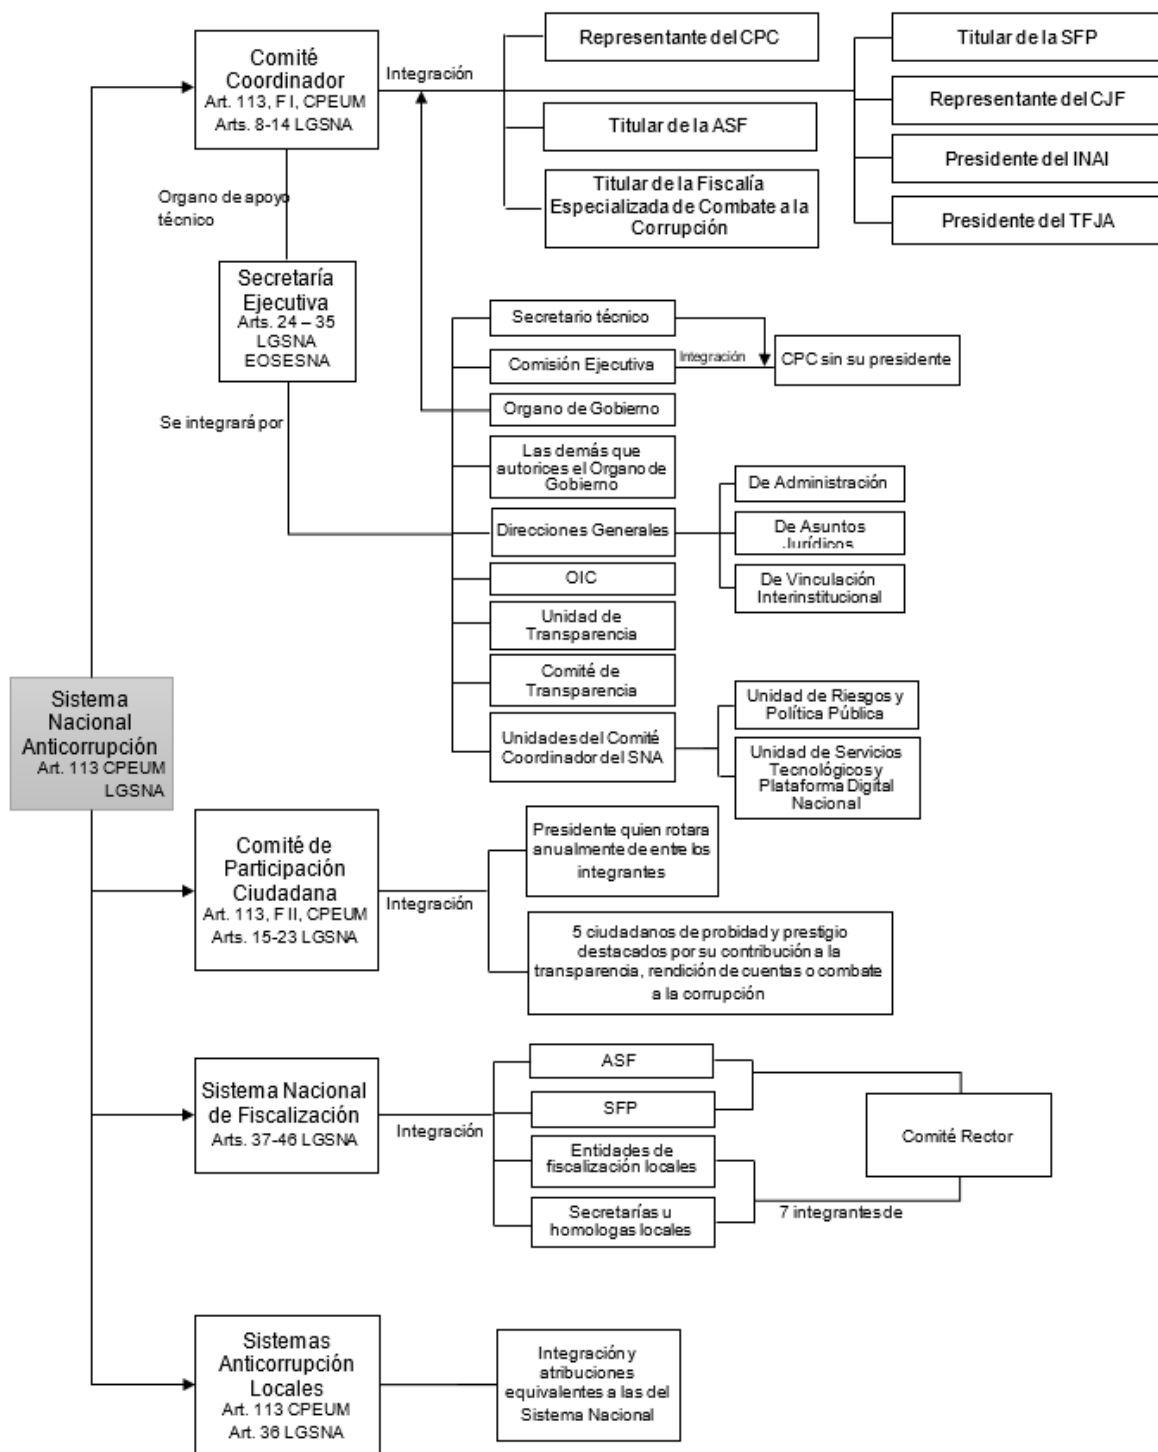 Comité
Coordinador
Art. 113, F I, CPEUM
Arts. 8-14 LGSNA
Integración
Representante del CPC
Titular de la ASF
Titular de la Fiscalía
Especializada de Combate a la
Corrupción
Titular de la SFP
Representante del CJF
Presidente del INAI
Presidente del TFJA
Organo de apoyo
técnico
Secretaría
Ejecutiva
Arts. 24 – 35
LGSNA
EOSESNA
Se integrará por
Secretario técnico
Comisión Ejecutiva
Integración
CPC sin su presidente
Organo de Gobierno
Las demás que
autorices el Organo de
Gobierno
Direcciones Generales
De Administración
De Asuntos
Jurídicos
De Vinculación
Interinstitucional
OIC
Unidad de
Transparencia
Comité de
Transparencia
Unidades del Comité
Coordinador del SNA
Unidad de Riesgos y
Política Pública
Unidad de Servicios
Tecnológicos y
Plataforma Digital
Nacional
Sistema
Nacional
Anticorrupción
Art. 113 CPEUM
LGSNA
Comité de
Participación
Ciudadana
Art. 113, F II, CPEUM
Arts. 15-23 LGSNA
Integración
Presidente quien rotara
anualmente de entre los
integrantes
5 ciudadanos de probidad y prestigio
destacados por su contribución a la
transparencia, rendición de cuentas o combate
a la corrupción
Sistema Nacional
de Fiscalización
Arts. 37-46 LGSNA
Integración
ASF
SFP
Entidades de
fiscalización locales
Secretarías u
homologas locales
7 integrantes de
Comité Rector
Sistemas
Anticorrupción
Locales
Art. 113 CPEUM
Art. 36 LGSNA
Integración y
atribuciones
equivalentes a las del
Sistema Nacional